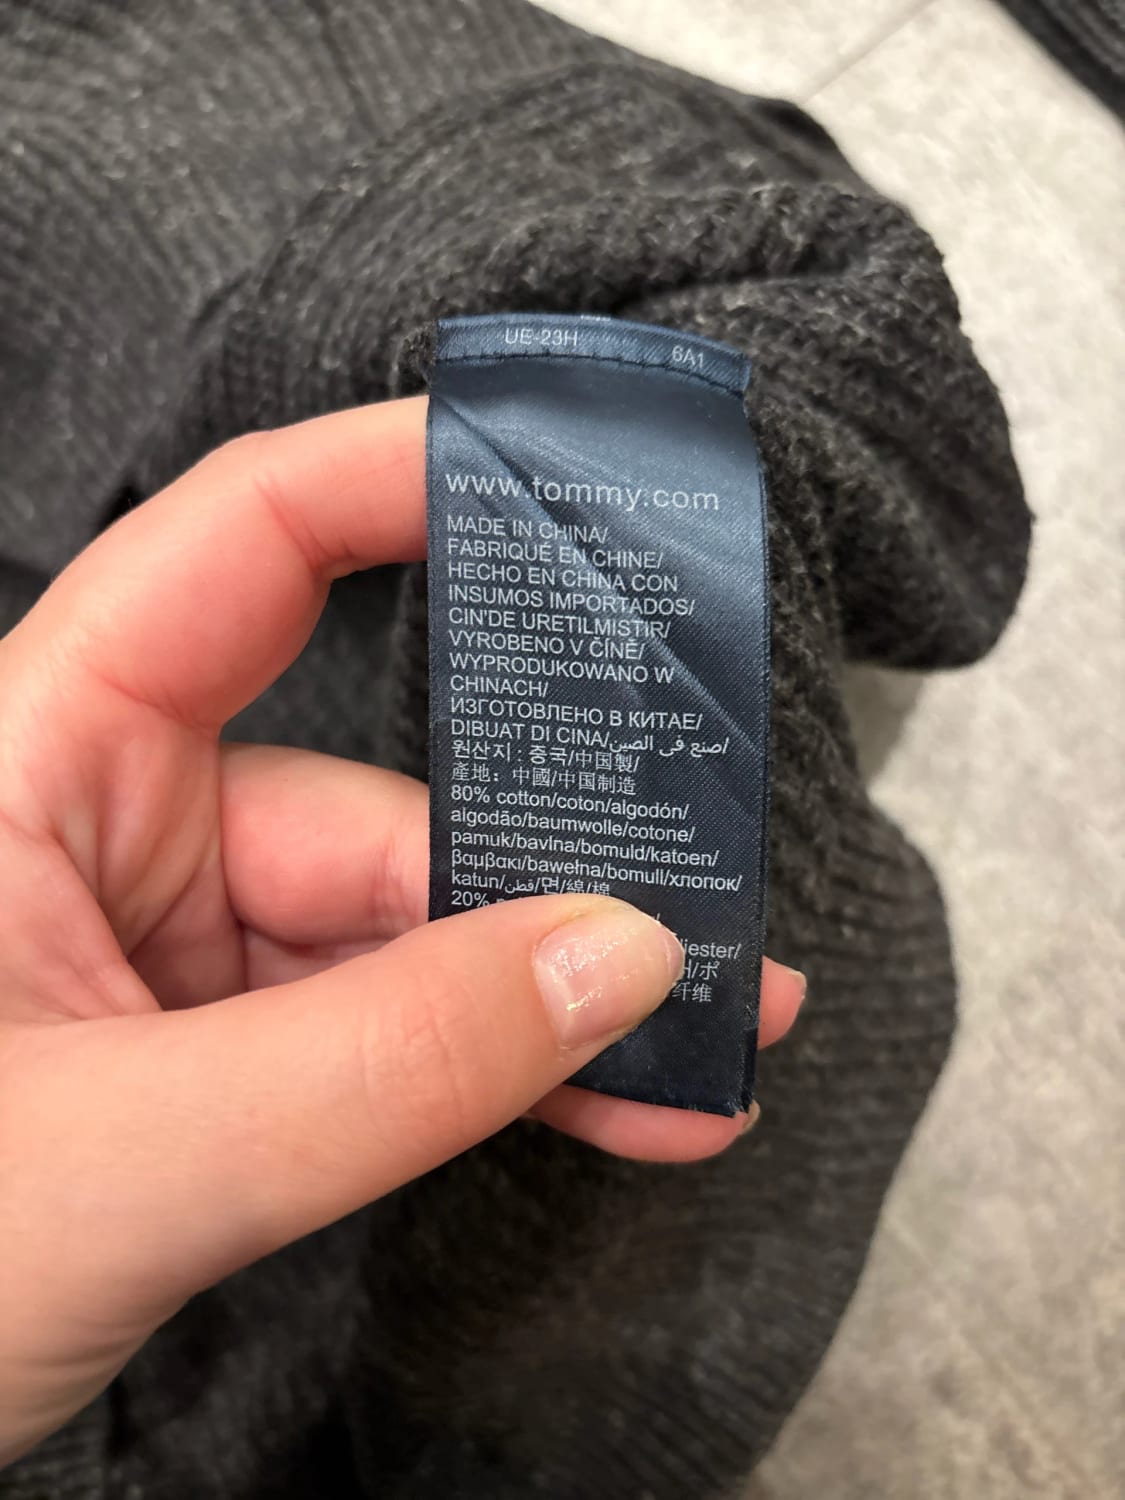 UE-23H 6A1
www.tommy.com
MADE IN CHINA/
FABRIQUÉ EN CHINE/
HECHO EN CHINA CON
INSUMOS IMPORTADOS/
CIN'DE URETILMISTIR/
VYROBENO V ČÍNĚ/
WYPRODUKOWANO W
CHINACH/
ИЗГОТОВЛЕНО В КИТАЕ/
DIBUAT DI CINA/صنع في الصين/
원산지 : 중국/中国製/
產地：中國/中国制造
80% cotton/coton/algodón/
algodão/baumwolle/cotone/
pamuk/bavlna/bomuld/katoen/
βαμβακι/bawełna/bomull/хлопок/
katun/قطن/면/綿/棉
20%
/ポ
纤维